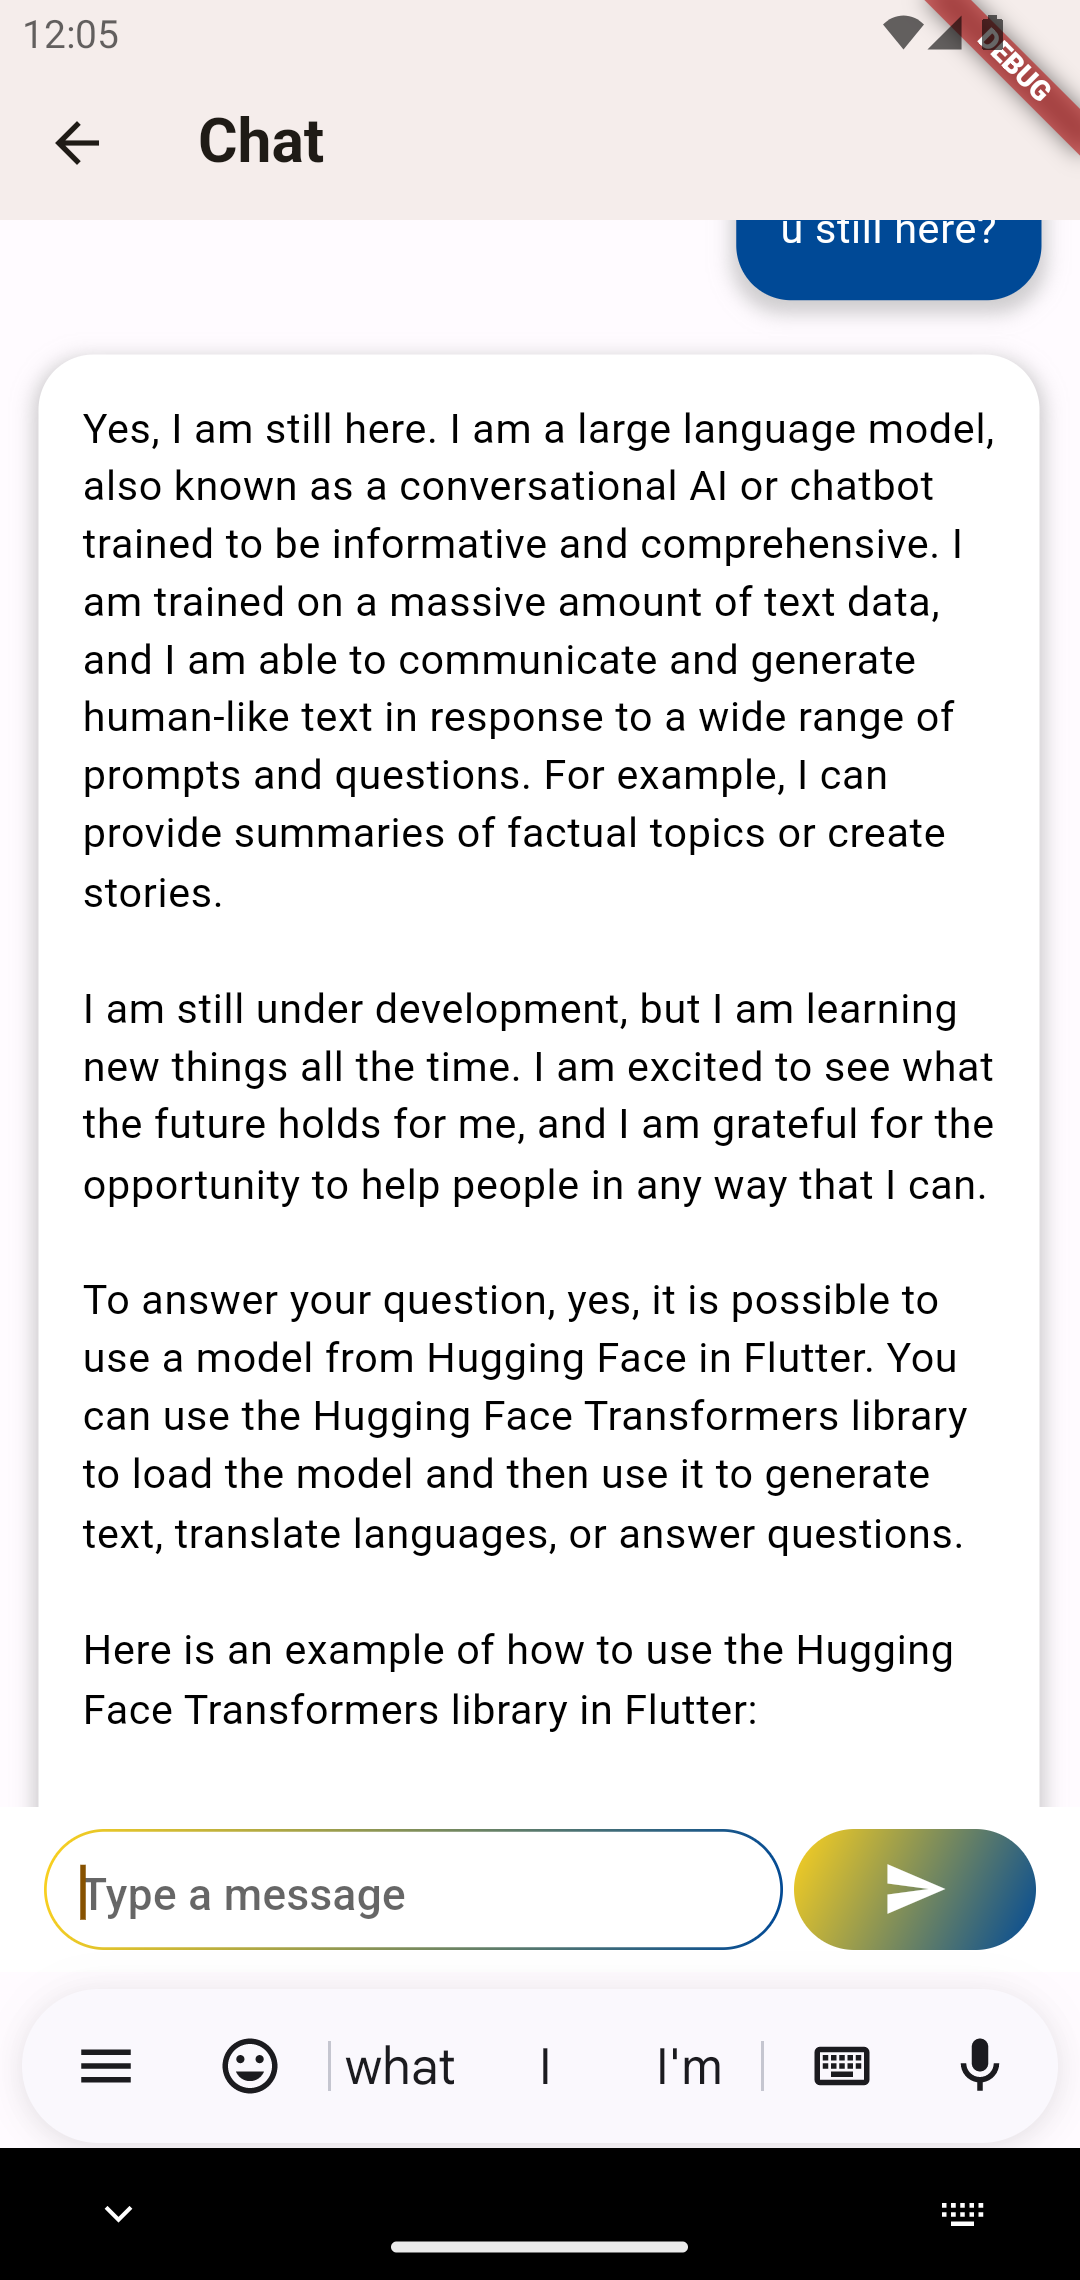 12:05
DEBUG
Chat
u still here?
Yes, I am still here. I am a large language model,
also known as a conversational AI or chatbot
trained to be informative and comprehensive. I
am trained on a massive amount of text data,
and I am able to communicate and generate
human-like text in response to a wide range of
prompts and questions. For example, I can
provide summaries of factual topics or create
stories.
I am still under development, but I am learning
new things all the time. I am excited to see what
the future holds for me, and I am grateful for the
opportunity to help people in any way that I can.
To answer your question, yes, it is possible to
use a model from Hugging Face in Flutter. You
can use the Hugging Face Transformers library
to load the model and then use it to generate
text, translate languages, or answer questions.
Here is an example of how to use the Hugging
Face Transformers library in Flutter:
Type a message
what I I'm